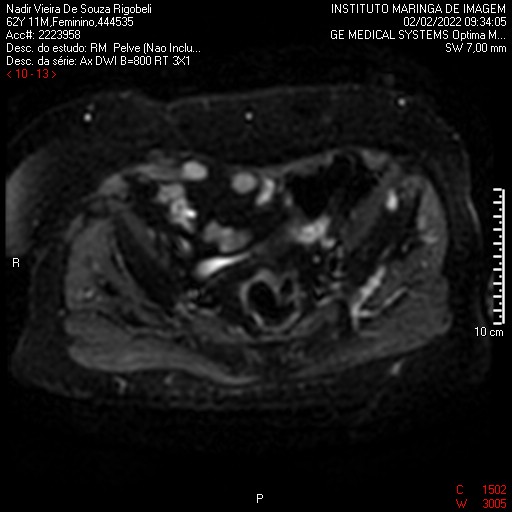 Nadir Vieira De Souza Rigobeli
62Y 11M,Feminino,444535
Acc#: 2223958
Desc. do estudo: RM  Pelve (Nao Inclu...
Desc. da série: Ax DWI B=800 RT 3X1
< 10 - 13 >
INSTITUTO MARINGA DE IMAGEM
02/02/2022 09:34:05
GE MEDICAL SYSTEMS Optima M...
SW 7,00 mm
R
10 cm
P
C 1502
W 3005